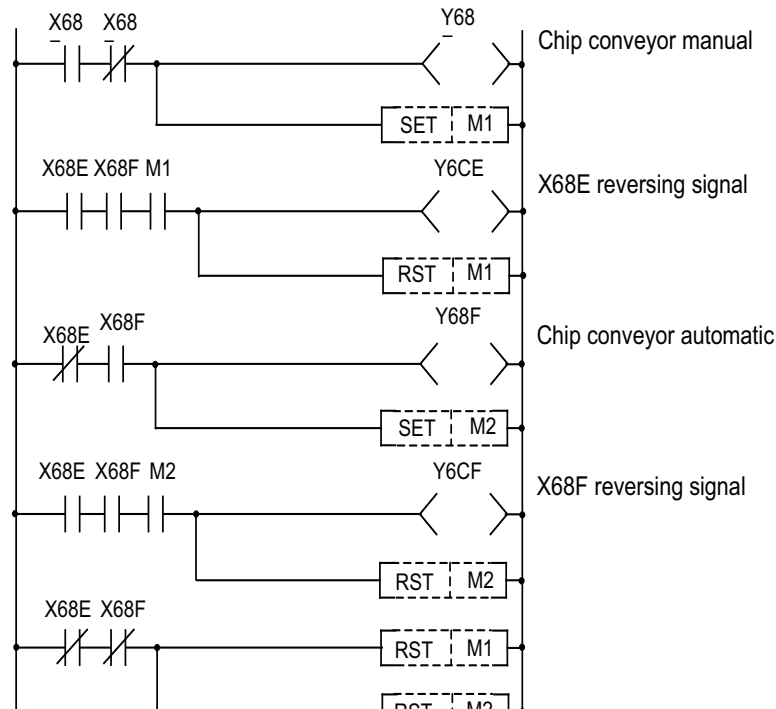 X68 X68 Y68
Chip conveyor manual
SET M1
X68E X68F M1 Y6CE
X68E reversing signal
RST M1
X68E X68F Y68F
Chip conveyor automatic
SET M2
X68E X68F M2 Y6CF
X68F reversing signal
RST M2
X68E X68F
RST M1
RST M2